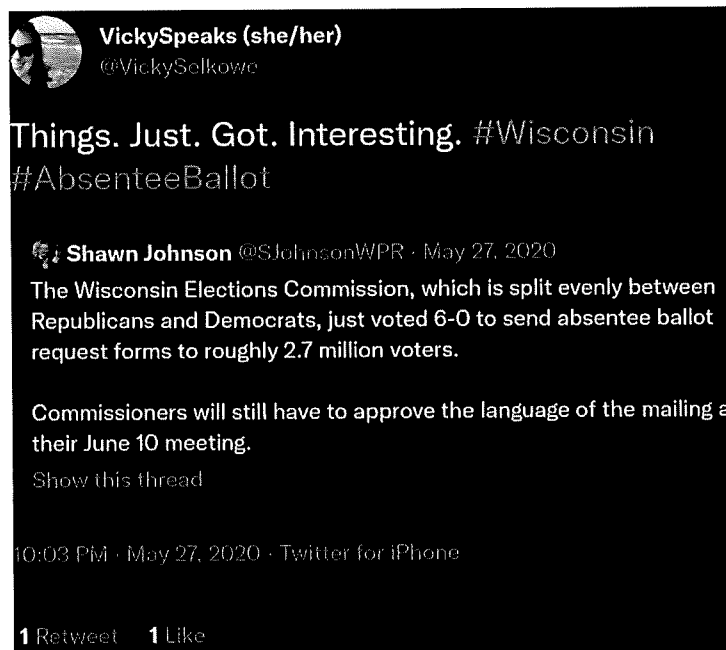 VickySpeaks (she/her)
@VickySelkowe
Things. Just. Got. Interesting. #Wisconsin
#AbsenteeBallot
Shawn Johnson @SJohnsonWPR · May 27, 2020
The Wisconsin Elections Commission, which is split evenly between
Republicans and Democrats, just voted 6-0 to send absentee ballot
request forms to roughly 2.7 million voters.
Commissioners will still have to approve the language of the mailing a
their June 10 meeting.
Show this thread
10:03 PM · May 27, 2020 · Twitter for iPhone
1 Retweet 1 Like